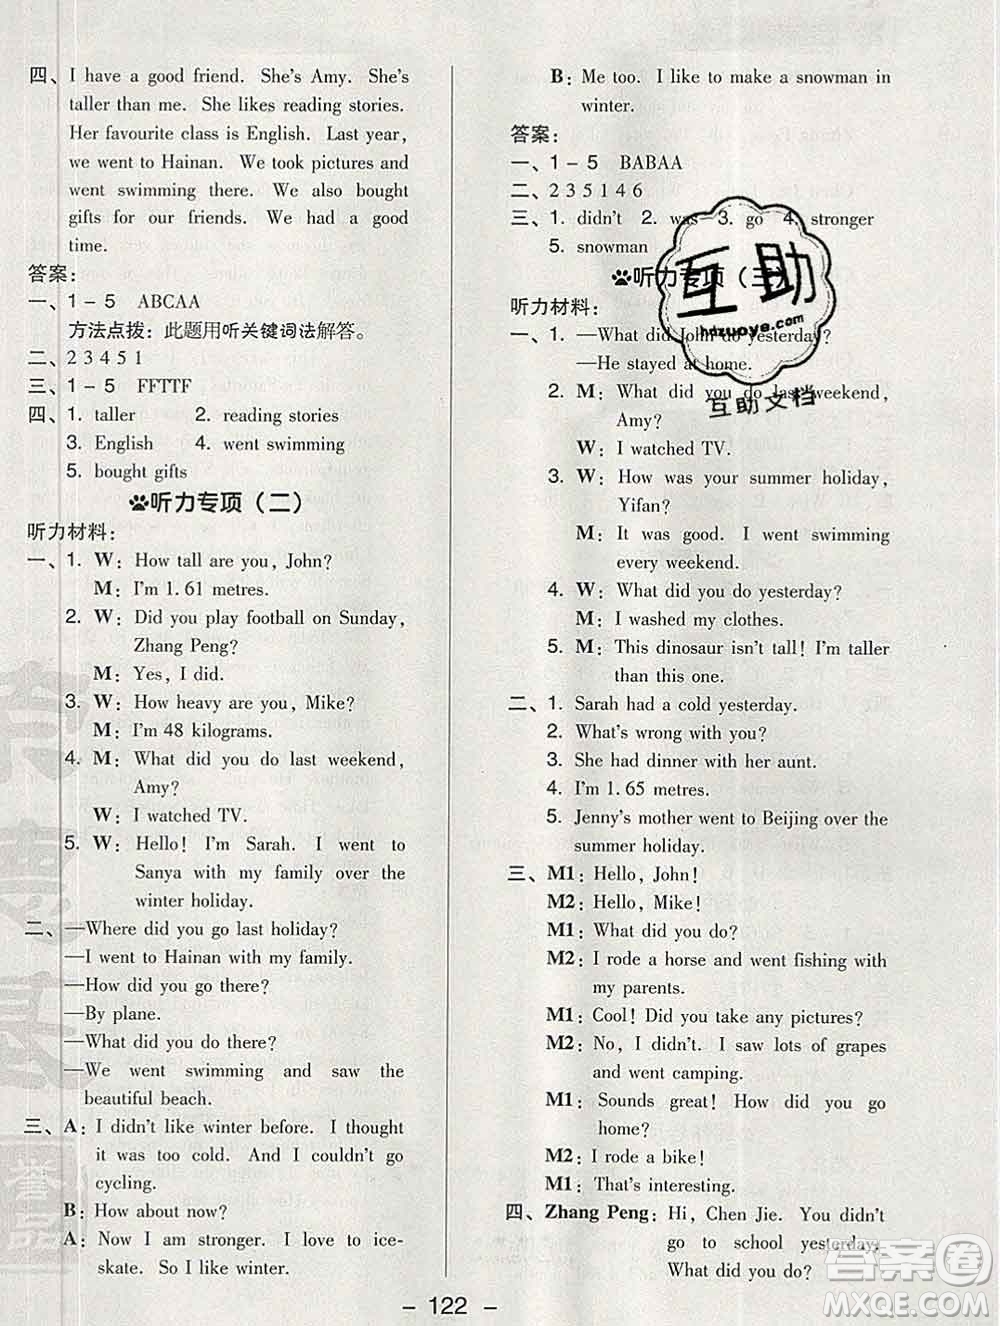 四、I have a good friend. She's Amy. She's
taller than me. She likes reading stories.
Her favourite class is English. Last year,
we went to Hainan. We took pictures and
went swimming there. We also bought
gifts for our friends. We had a good
time.
答案:
一、1-5 ABCAA
方法点拨:此题用听关键词法解答。
二、2 3 4 5 1
三、1-5 FFTTF
四、1. taller 2. reading stories
3. English 4. went swimming
5. bought gifts
听力专项(二)
听力材料:
一、1. W: How tall are you, John?
M: I'm 1.61 metres.
2. W: Did you play football on Sunday,
Zhang Peng?
M: Yes, I did.
3. W: How heavy are you, Mike?
M: I'm 48 kilograms.
4. M: What did you do last weekend,
Amy?
W: I watched TV.
5. W: Hello! I'm Sarah. I went to
Sanya with my family over the
winter holiday.
二、—Where did you go last holiday?
—I went to Hainan with my family.
—How did you go there?
—By plane.
—What did you do there?
—We went swimming and saw the
beautiful beach.
三、A: I didn't like winter before. I thought
it was too cold. And I couldn't go
cycling.
B: How about now?
A: Now I am stronger. I love to ice-
skate. So I like winter.
B: Me too. I like to make a snowman in
winter.
答案:
一、1-5 BABAA
二、2 3 5 1 4 6
三、1. didn't 2. was 3. go 4. stronger
5. snowman
听力专项(三)
听力材料:
一、1. —What did John do yesterday?
—He stayed at home.
2. M: What did you do last weekend,
Amy?
W: I watched TV.
3. W: How was your summer holiday,
Yifan?
M: It was good. I went swimming
every weekend.
4. W: What did you do yesterday?
M: I washed my clothes.
5. M: This dinosaur isn't tall! I'm taller
than this one.
二、1. Sarah had a cold yesterday.
2. What's wrong with you?
3. She had dinner with her aunt.
4. I'm 1.65 metres.
5. Jenny's mother went to Beijing over the
summer holiday.
三、M1: Hello, John!
M2: Hello, Mike!
M1: What did you do?
M2: I rode a horse and went fishing with
my parents.
M1: Cool! Did you take any pictures?
M2: No, I didn't. I saw lots of grapes
and went camping.
M1: Sounds great! How did you go
home?
M2: I rode a bike!
M1: That's interesting.
四、Zhang Peng: Hi, Chen Jie. You didn't
go to school yesterday.
What did you do?
- 122 -
互助
hdzuoye.com
互助文档
答案圈
MXQE.COM